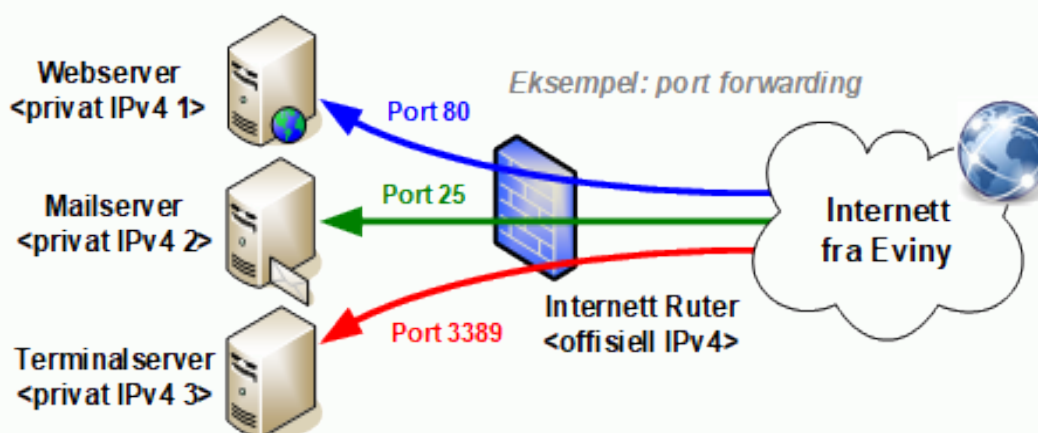 Eksempel: port forwarding
Webserver
<privat IPv4 1>
Port 80
Mailserver
<privat IPv4 2>
Port 25
Internett
fra Eviny
Internett Ruter
<offisiell IPv4>
Port 3389
Terminalserver
<privat IPv4 3>